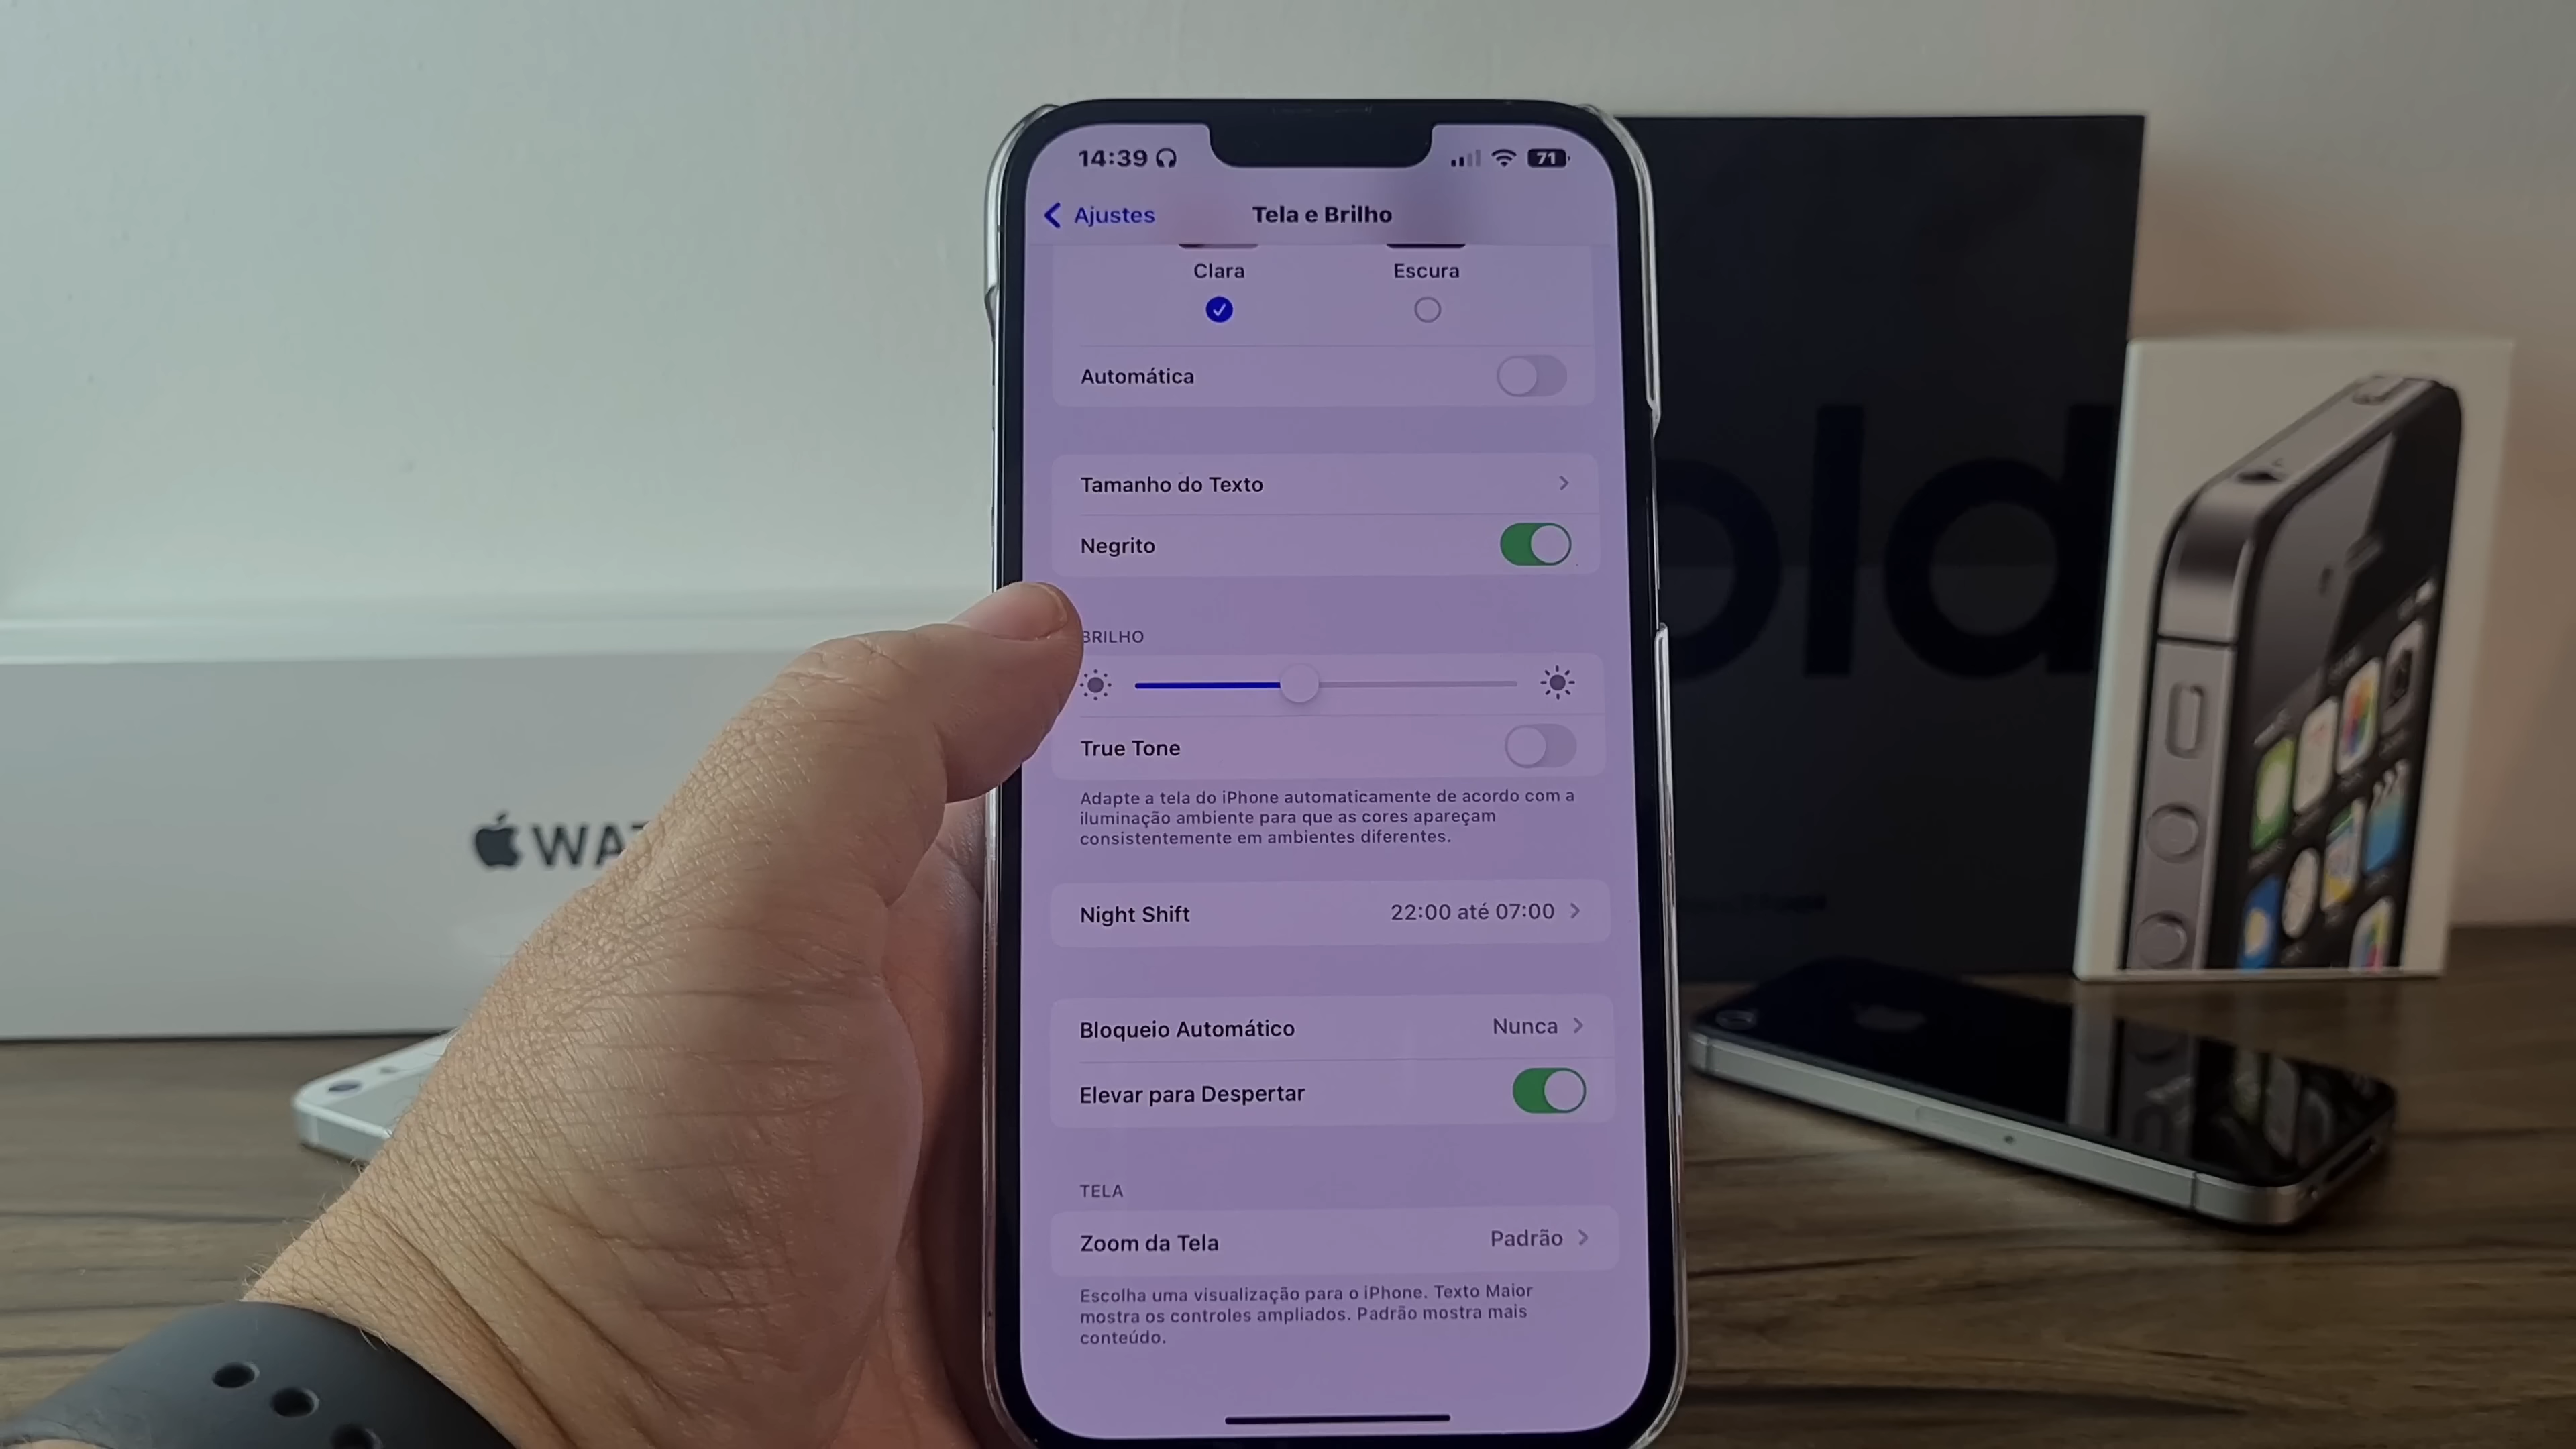 14:39
71
Ajustes
Tela e Brilho
Clara
Escura
Automática
Tamanho do Texto
Negrito
BRILHO
True Tone
Adapte a tela do iPhone automaticamente de acordo com a
iluminação ambiente para que as cores apareçam
consistentemente em ambientes diferentes.
Night Shift
22:00 até 07:00
Bloqueio Automático
Nunca
Elevar para Despertar
TELA
Zoom da Tela
Padrão
Escolha uma visualização para o iPhone. Texto Maior
mostra os controles ampliados. Padrão mostra mais
conteúdo.
WAT
old